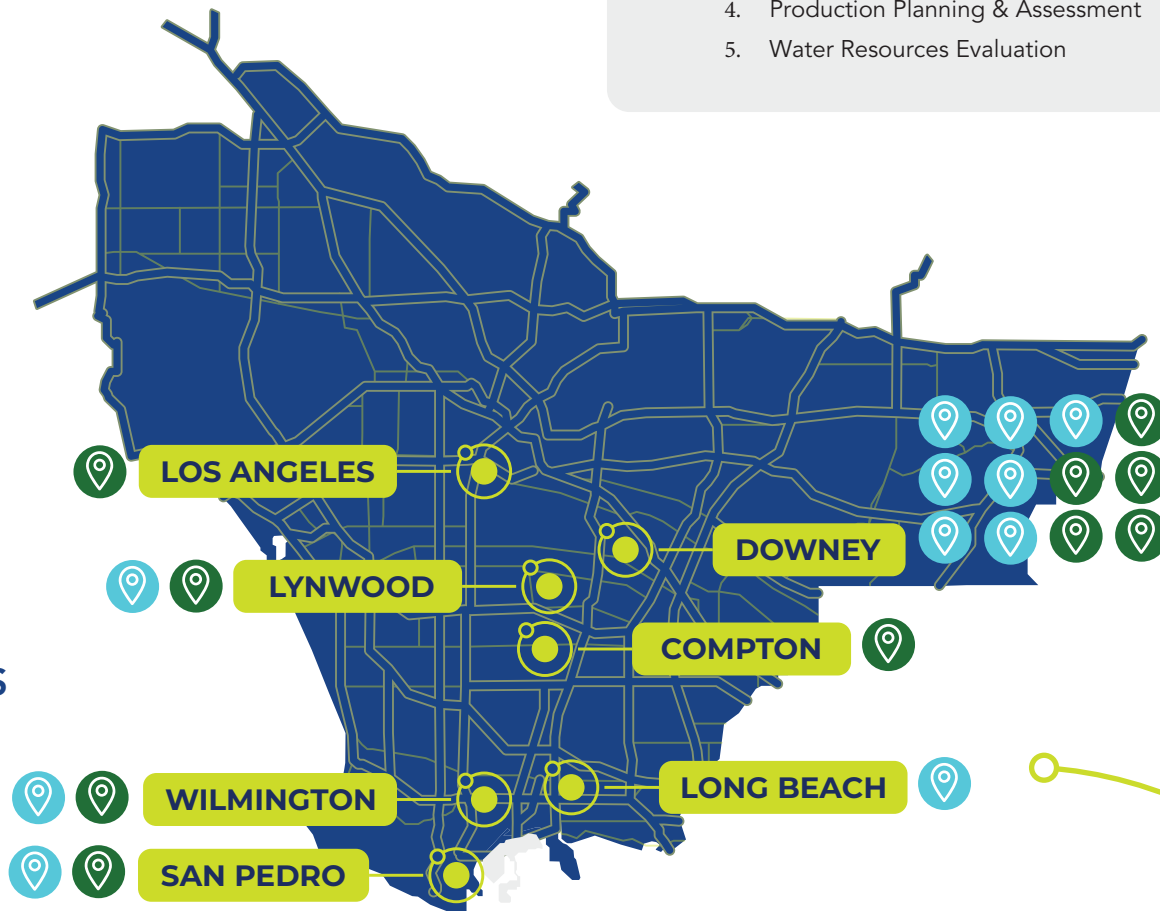 4. Production Planning & Assessment
5. Water Resources Evaluation
LOS ANGELES
DOWNEY
LYNWOOD
COMPTON
S
WILMINGTON
LONG BEACH
SAN PEDRO